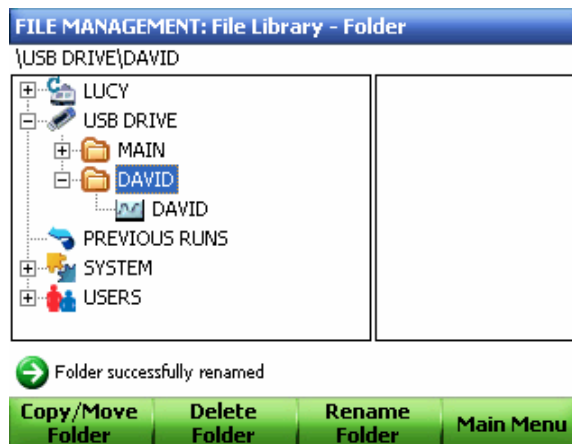 FILE MANAGEMENT: File Library - Folder
\USB DRIVE\DAVID
LUCY
USB DRIVE
MAIN
DAVID
DAVID
PREVIOUS RUNS
SYSTEM
USERS
Folder successfully renamed
Copy/Move Folder
Delete Folder
Rename Folder
Main Menu